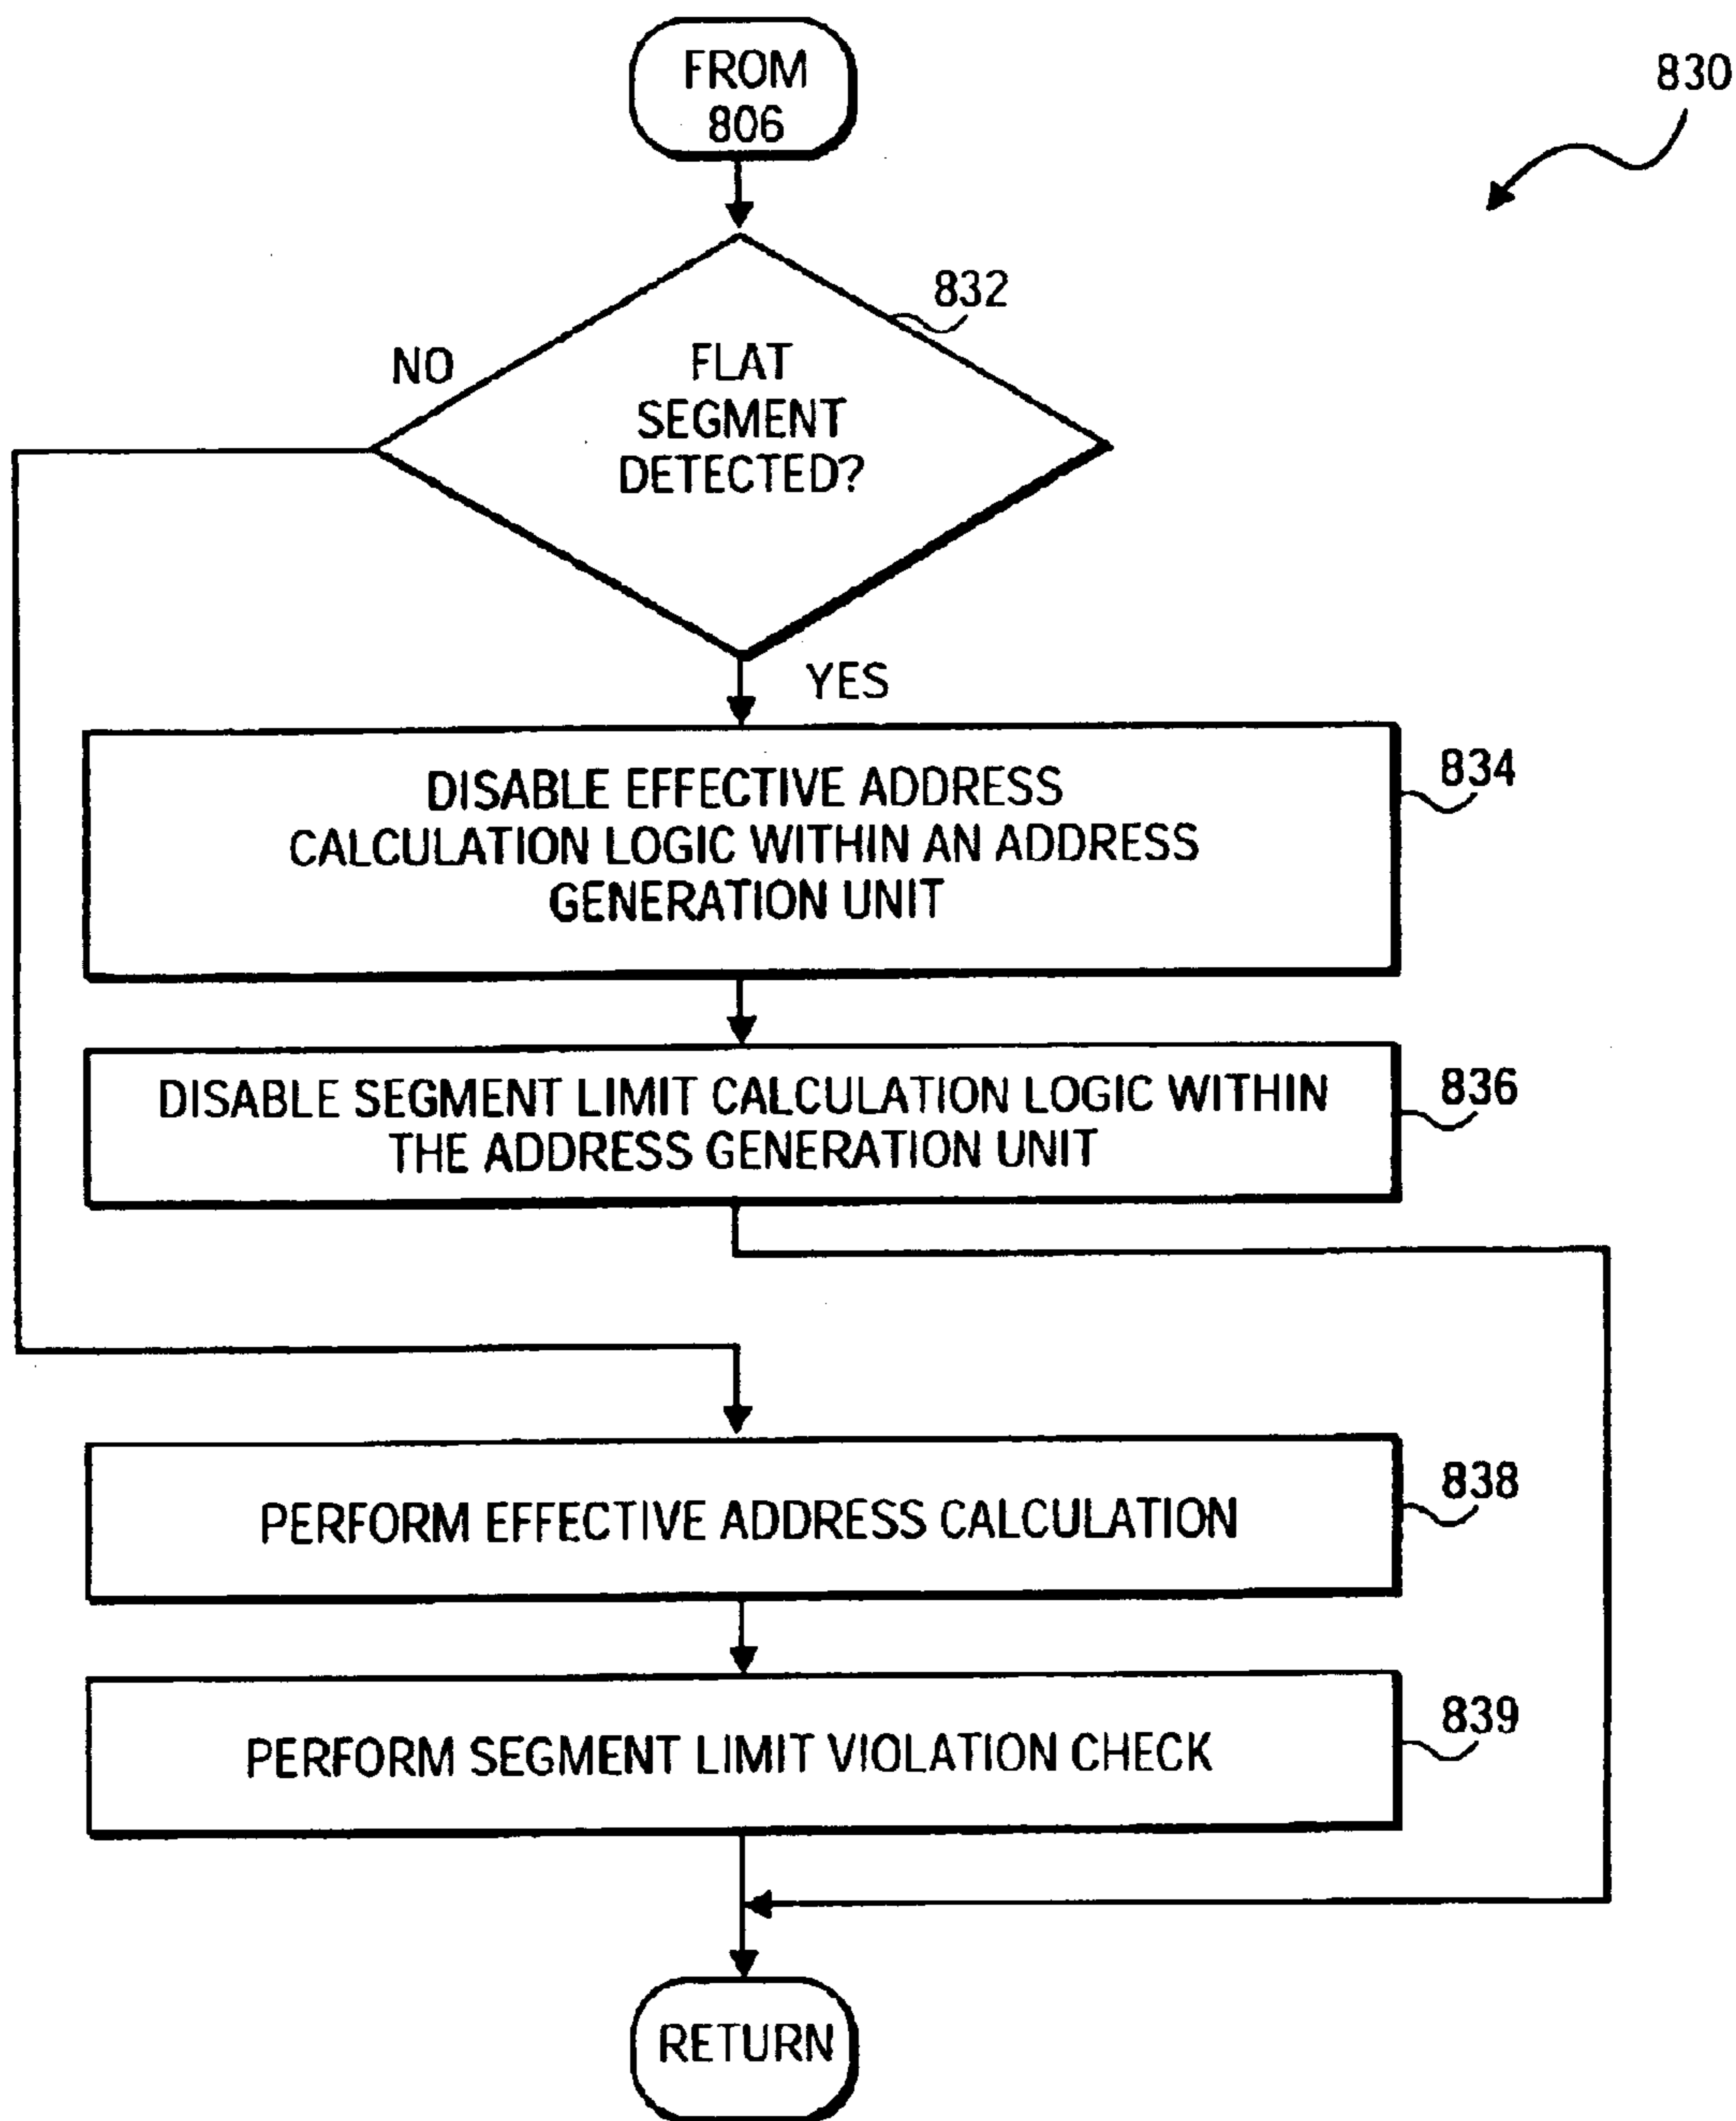 FROM
806
830
832
NO
FLAT
SEGMENT
DETECTED?
YES
DISABLE EFFECTIVE ADDRESS
CALCULATION LOGIC WITHIN AN ADDRESS
GENERATION UNIT
834
DISABLE SEGMENT LIMIT CALCULATION LOGIC WITHIN
THE ADDRESS GENERATION UNIT
836
PERFORM EFFECTIVE ADDRESS CALCULATION
838
PERFORM SEGMENT LIMIT VIOLATION CHECK
839
RETURN